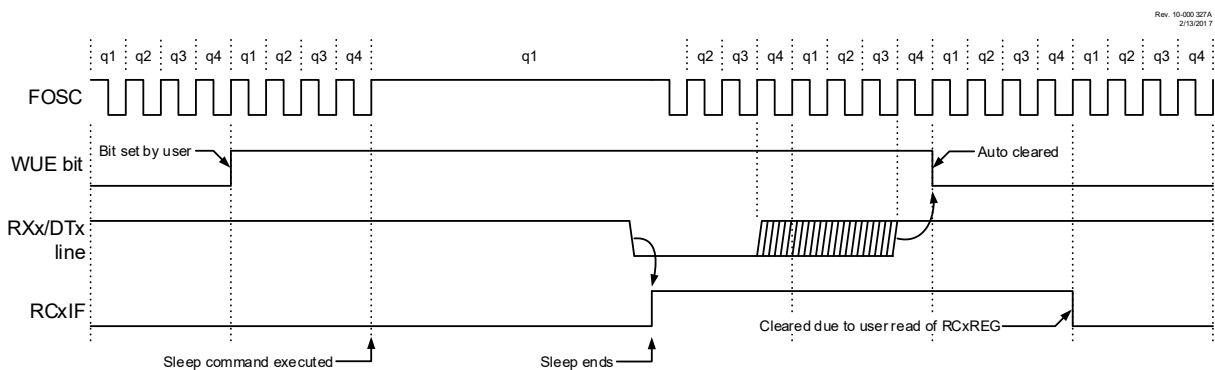 Rev. 10-000 327A
2/13/2017
q1 q2 q3 q4 q1 q2 q3 q4 q1 q2 q3 q4 q1 q2 q3 q4 q1 q2 q3 q4 q1 q2 q3 q4
FOSC
WUE bit
Bit set by user
Auto cleared
RXx/DTx
line
RCxIF
Cleared due to user read of RCxREG
Sleep command executed
Sleep ends